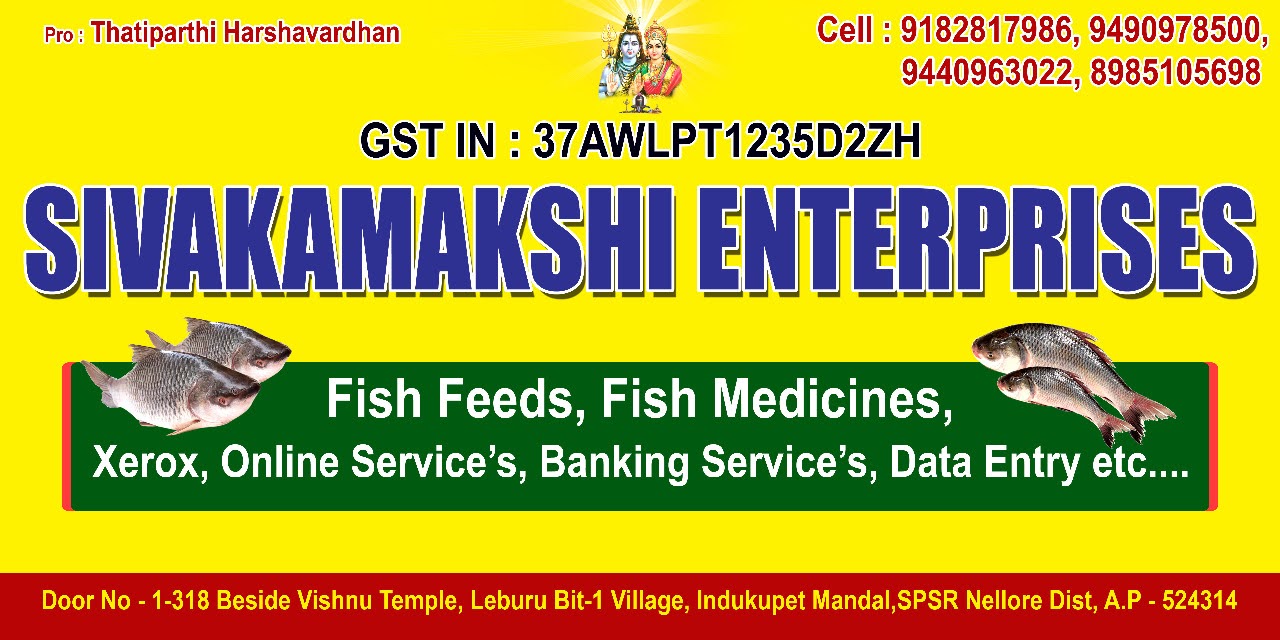 Pro : Thatiparthi Harshavardhan
Cell : 9182817986, 9490978500,
9440963022, 8985105698
GST IN : 37AWLPT1235D2ZH
SIVAKAMAKSHI ENTERPRISES
Fish Feeds, Fish Medicines,
Xerox, Online Service’s, Banking Service’s, Data Entry etc....
Door No - 1-318 Beside Vishnu Temple, Leburu Bit-1 Village, Indukupet Mandal,SPSR Nellore Dist, A.P - 524314